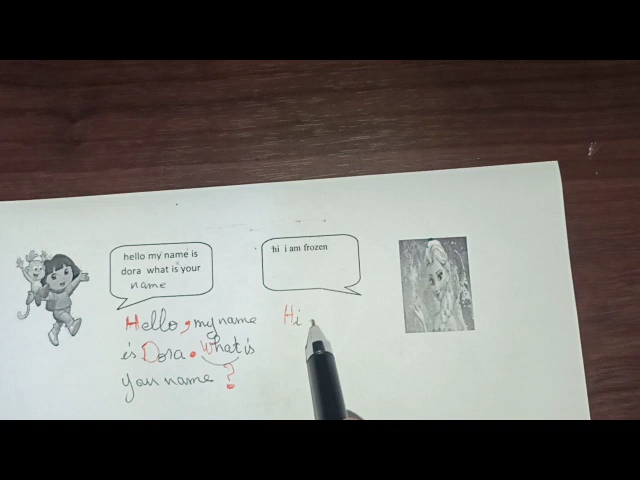 hello my name is
dora what is your
name
hi i am frozen
Hello, my name
is Dora. What is
your name?
Hi